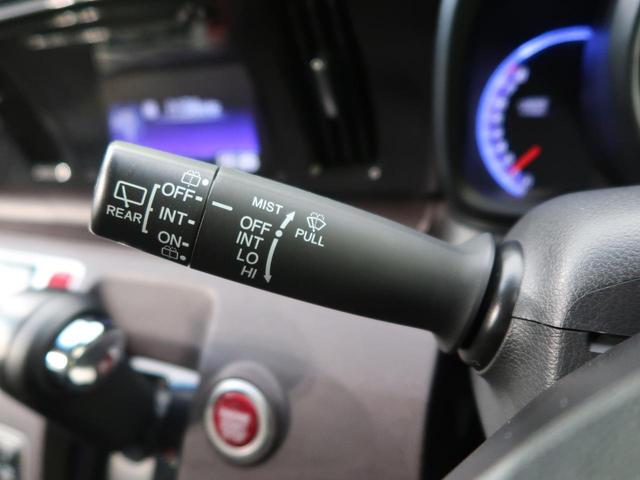 REAR
OFF
INT
ON
MIST
OFF
INT
LO
HI
PULL